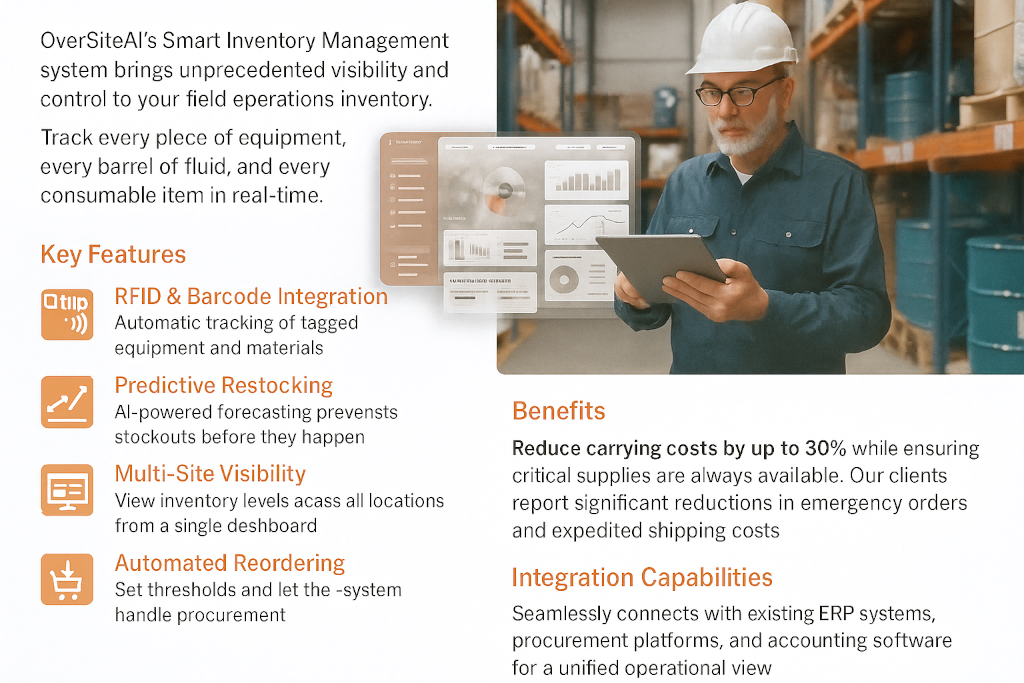 OverSiteAI's Smart Inventory Management
system brings unprecedented visibility and
control to your field eperations inventory.
Track every plece of equipment,
every barrel of fluid, and every
consumable item in real-time.
Key Features
RFID & Barcode Integration
Automatic tracking of tagged
equipment and materials
Predictive Restocking
AI-powered forecasting prevensts
stockouts before they happen
Multi-Site Visibility
View inventory levels acass all locations
from a single deshboard
Automated Reordering
Set thresholds and let the -system
handle procurement
Benefits
Reduce carrying costs by up to 30% while ensuring
critical supplies are always available. Our clients
report significant reductions in emergency orders
and expedited shipping costs
Integration Capabilities
Seamlessly connects with existing ERP systems,
procurement platforms, and accounting software
for a unified operational view